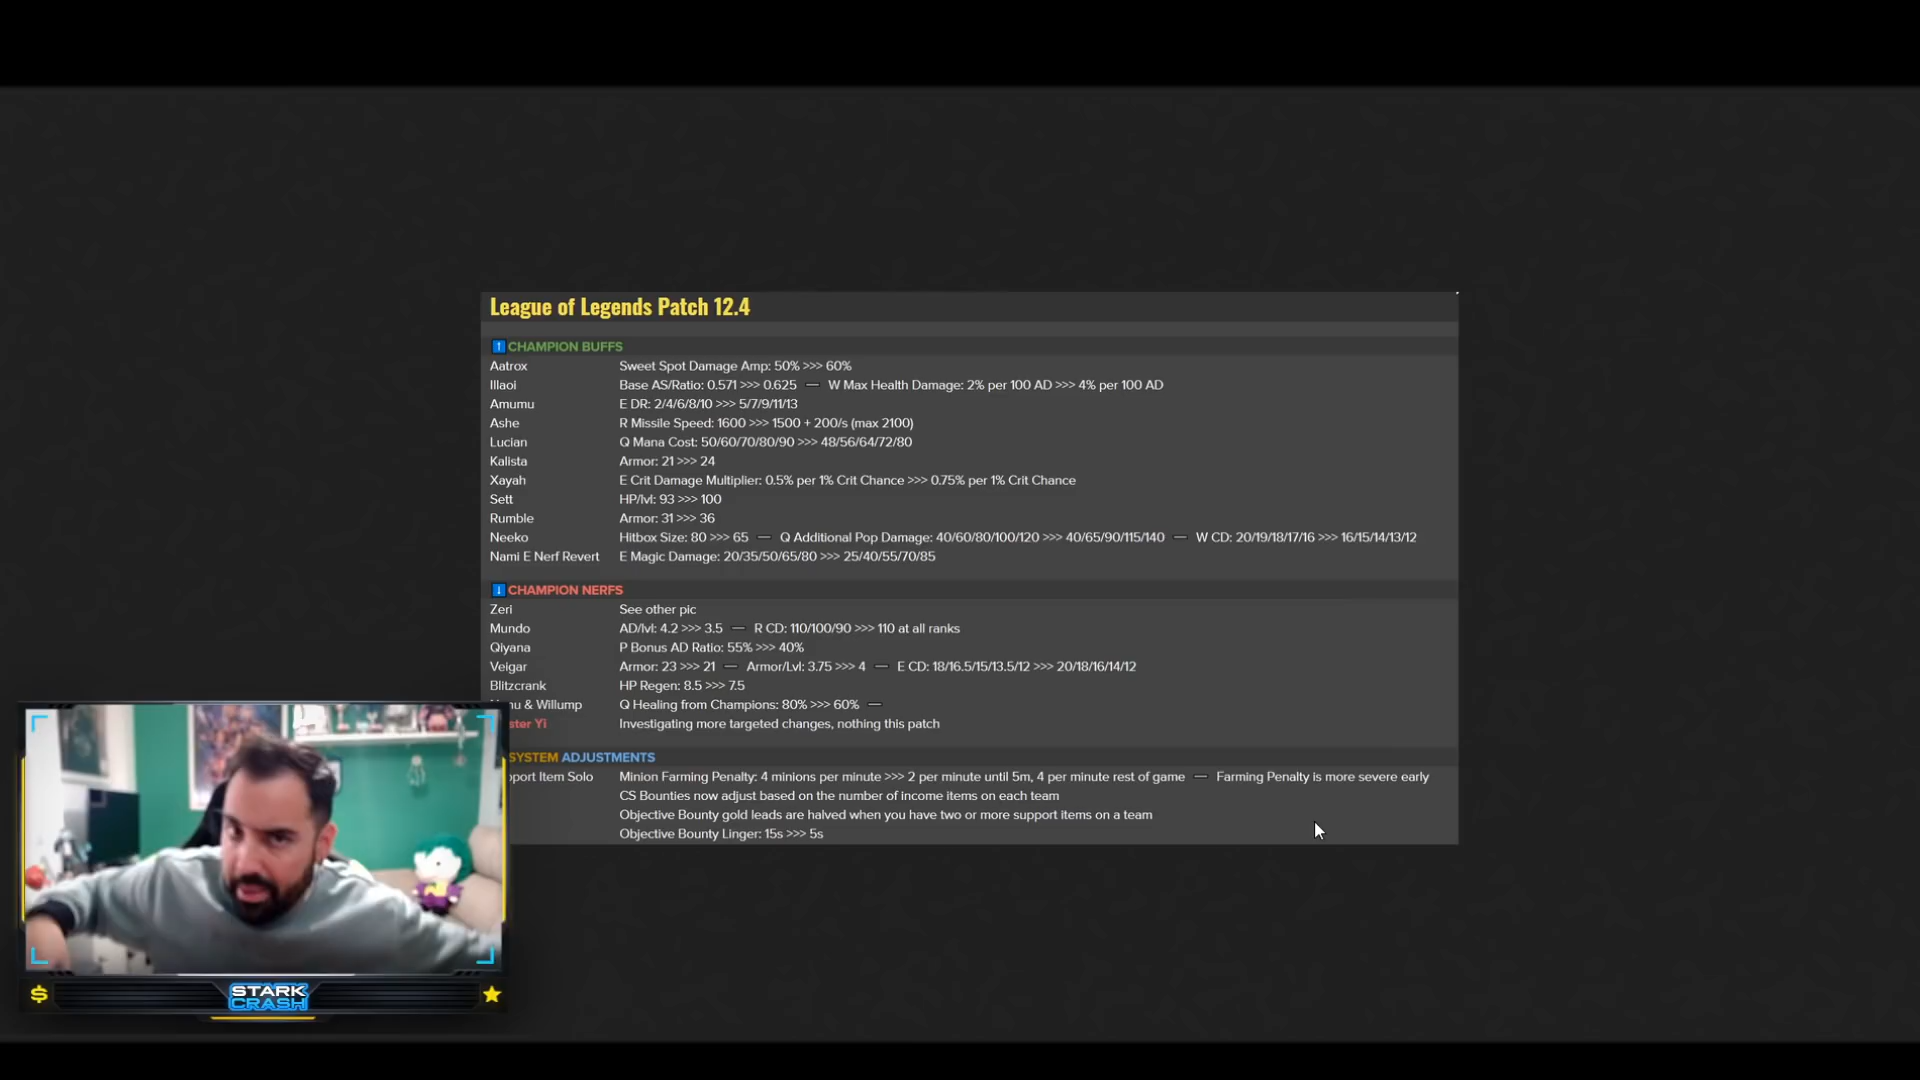 League of Legends Patch 12.4
CHAMPION BUFFS
Aatrox Sweet Spot Damage Amp: 50% >>> 60%
Illaoi Base AS/Ratio: 0.571 >>> 0.625 — W Max Health Damage: 2% per 100 AD >>> 4% per 100 AD
Amumu E DR: 2/4/6/8/10 >>> 5/7/9/11/13
Ashe R Missile Speed: 1600 >>> 1500 + 200/s (max 2100)
Lucian Q Mana Cost: 50/60/70/80/90 >>> 48/56/64/72/80
Kalista Armor: 21 >>> 24
Xayah E Crit Damage Multiplier: 0.5% per 1% Crit Chance >>> 0.75% per 1% Crit Chance
Sett HP/lvl: 93 >>> 100
Rumble Armor: 31 >>> 36
Neeko Hitbox Size: 80 >>> 65 — Q Additional Pop Damage: 40/60/80/100/120 >>> 40/65/90/115/140 — W CD: 20/19/18/17/16 >>> 16/15/14/13/12
Nami E Nerf Revert E Magic Damage: 20/35/50/65/80 >>> 25/40/55/70/85
CHAMPION NERFS
Zeri See other pic
Mundo AD/lvl: 4.2 >>> 3.5 — R CD: 110/100/90 >>> 110 at all ranks
Qiyana P Bonus AD Ratio: 55% >>> 40%
Veigar Armor: 23 >>> 21 — Armor/Lvl: 3.75 >>> 4 — E CD: 18/16.5/15/13.5/12 >>> 20/18/16/14/12
Blitzcrank HP Regen: 8.5 >>> 7.5
& Willump Q Healing from Champions: 80% >>> 60% —
ster Yi Investigating more targeted changes, nothing this patch
SYSTEM ADJUSTMENTS
port Item Solo Minion Farming Penalty: 4 minions per minute >>> 2 per minute until 5m, 4 per minute rest of game — Farming Penalty is more severe early
CS Bounties now adjust based on the number of income items on each team
Objective Bounty gold leads are halved when you have two or more support items on a team
Objective Bounty Linger: 15s >>> 5s
STARK
CRASH